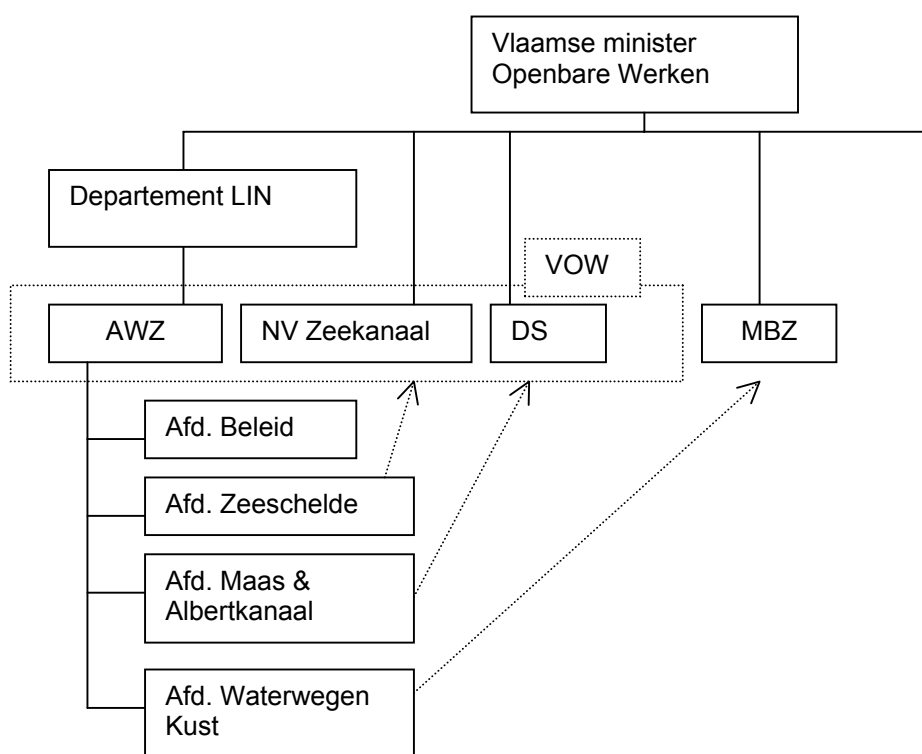 Vlaamse minister
Openbare Werken
Departement LIN
VOW
AWZ
NV Zeekanaal
DS
MBZ
Afd. Beleid
Afd. Zeeschelde
Afd. Maas &
Albertkanaal
Afd. Waterwegen
Kust